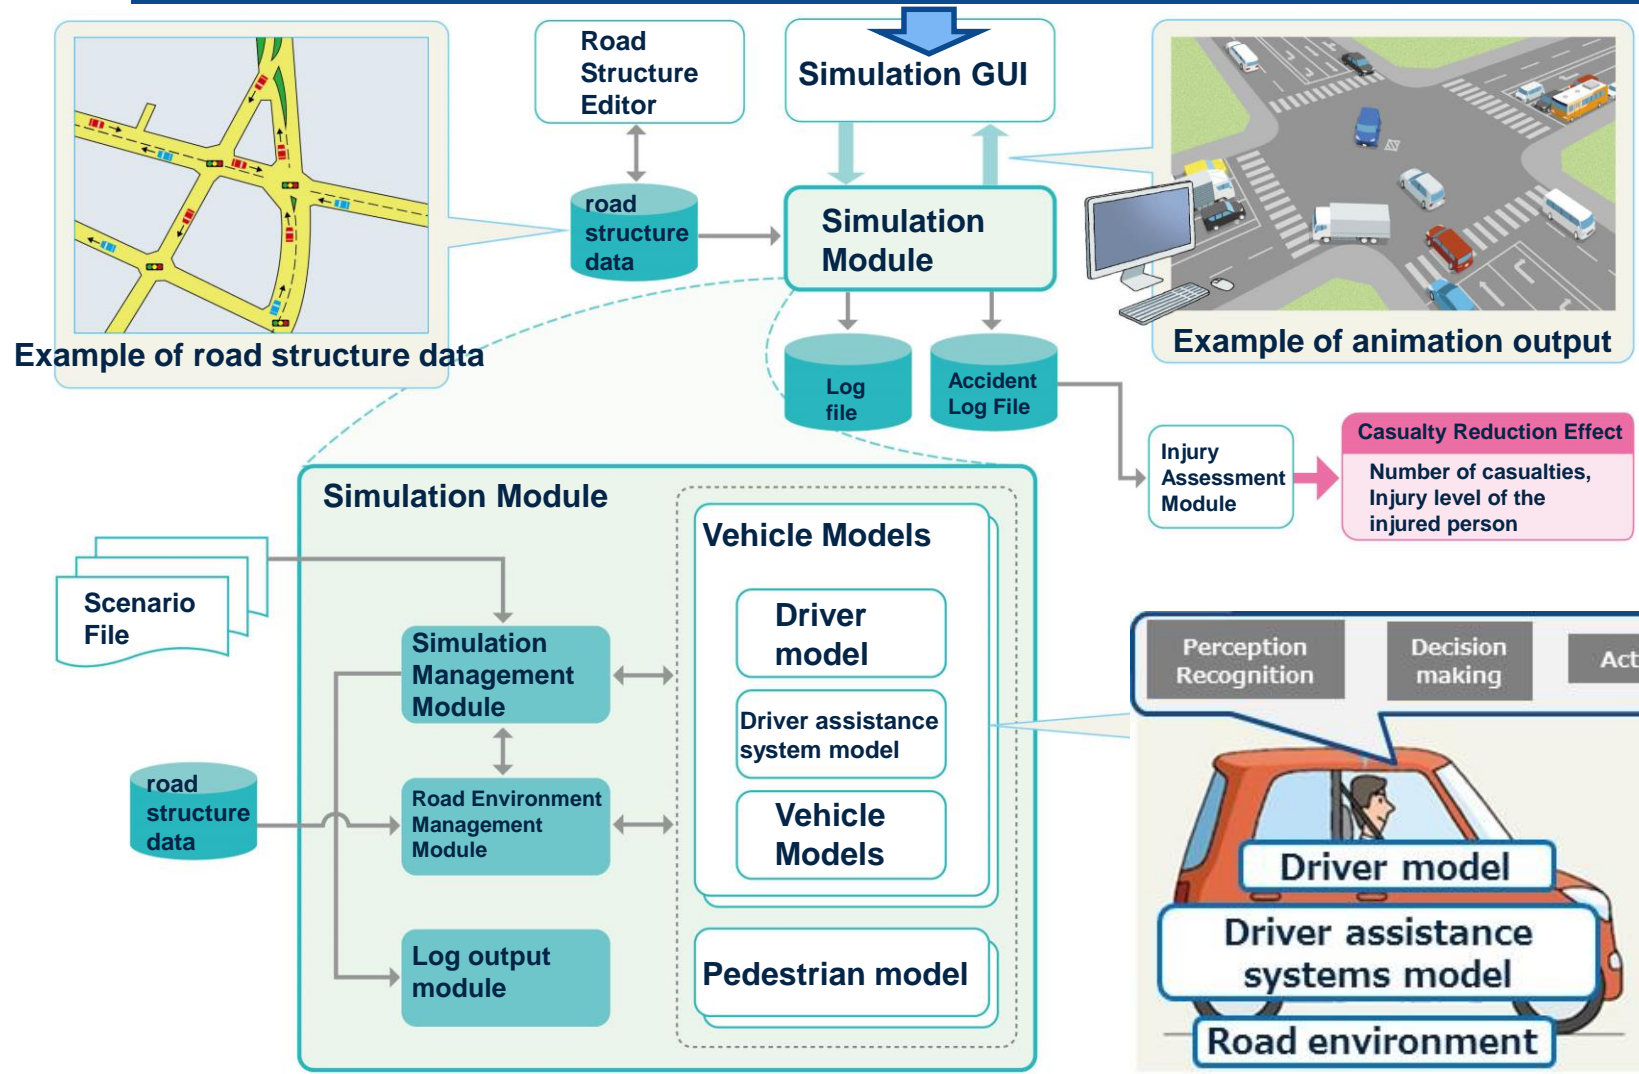 Road
Structure
Editor
Simulation GUI
road
structure
data
Simulation
Module
Example of road structure data
Example of animation output
Log
file
Accident
Log File
Injury
Assessment
Module
Casualty Reduction Effect
Number of casualties,
Injury level of the
injured person
Simulation Module
Scenario
File
Simulation
Management
Module
road
structure
data
Road Environment
Management
Module
Log output
module
Vehicle Models
Driver
model
Driver assistance
system model
Vehicle
Models
Pedestrian model
Perception
Recognition
Decision
making
Act
Driver model
Driver assistance
systems model
Road environment